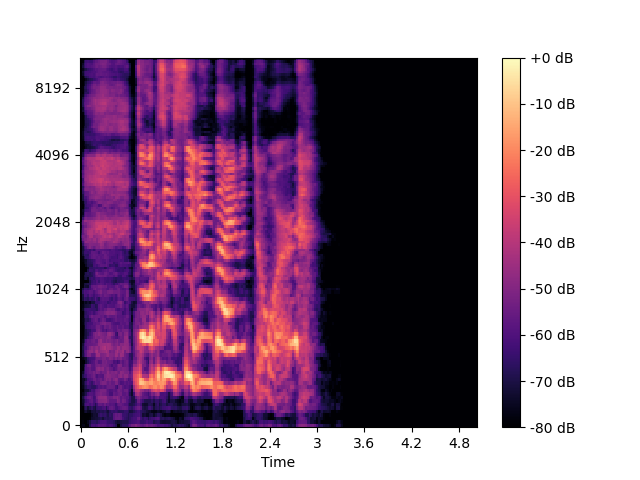 8192
4096
2048
1024
512
0
Hz
0 0.6 1.2 1.8 2.4 3 3.6 4.2 4.8
Time
+0 dB
-10 dB
-20 dB
-30 dB
-40 dB
-50 dB
-60 dB
-70 dB
-80 dB